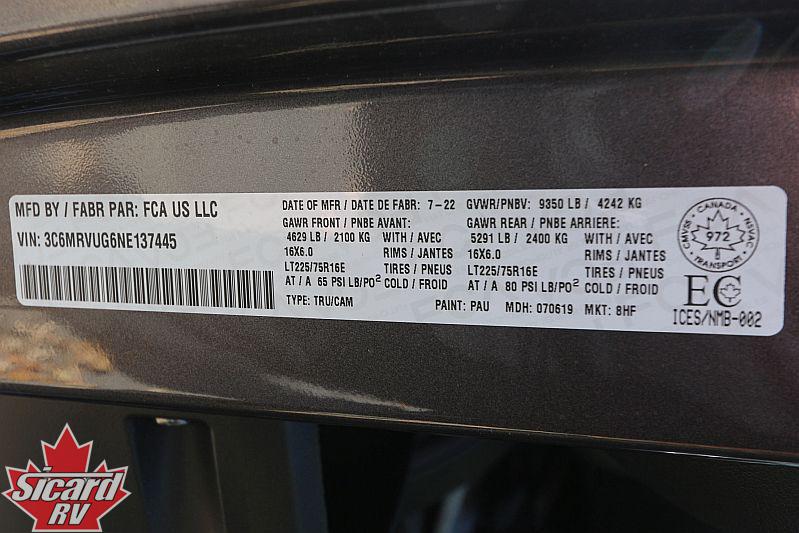 MFD BY / FABR PAR: FCA US LLC
VIN: 3C6MRVUG6NE137445
DATE OF MFR / DATE DE FABR: 7-22 GVWR/PNBV: 9350 LB / 4242 KG
GAWR FRONT / PNBE AVANT: GAWR REAR / PNBE ARRIERE:
4629 LB / 2100 KG WITH / AVEC 5291 LB / 2400 KG WITH / AVEC
16X6.0 RIMS / JANTES 16X6.0 RIMS / JANTES
LT225/75R16E TIRES / PNEUS LT225/75R16E TIRES / PNEUS
AT / A 65 PSI LB/PO² COLD / FROID AT / A 80 PSI LB/PO² COLD / FROID
TYPE: TRU/CAM PAINT: PAU MDH: 070619 MKT: 8HF
CANADA
CMVSS 972 NSVAC
TRANSPORT
EC
ICES/NMB-002
Sicard
RV